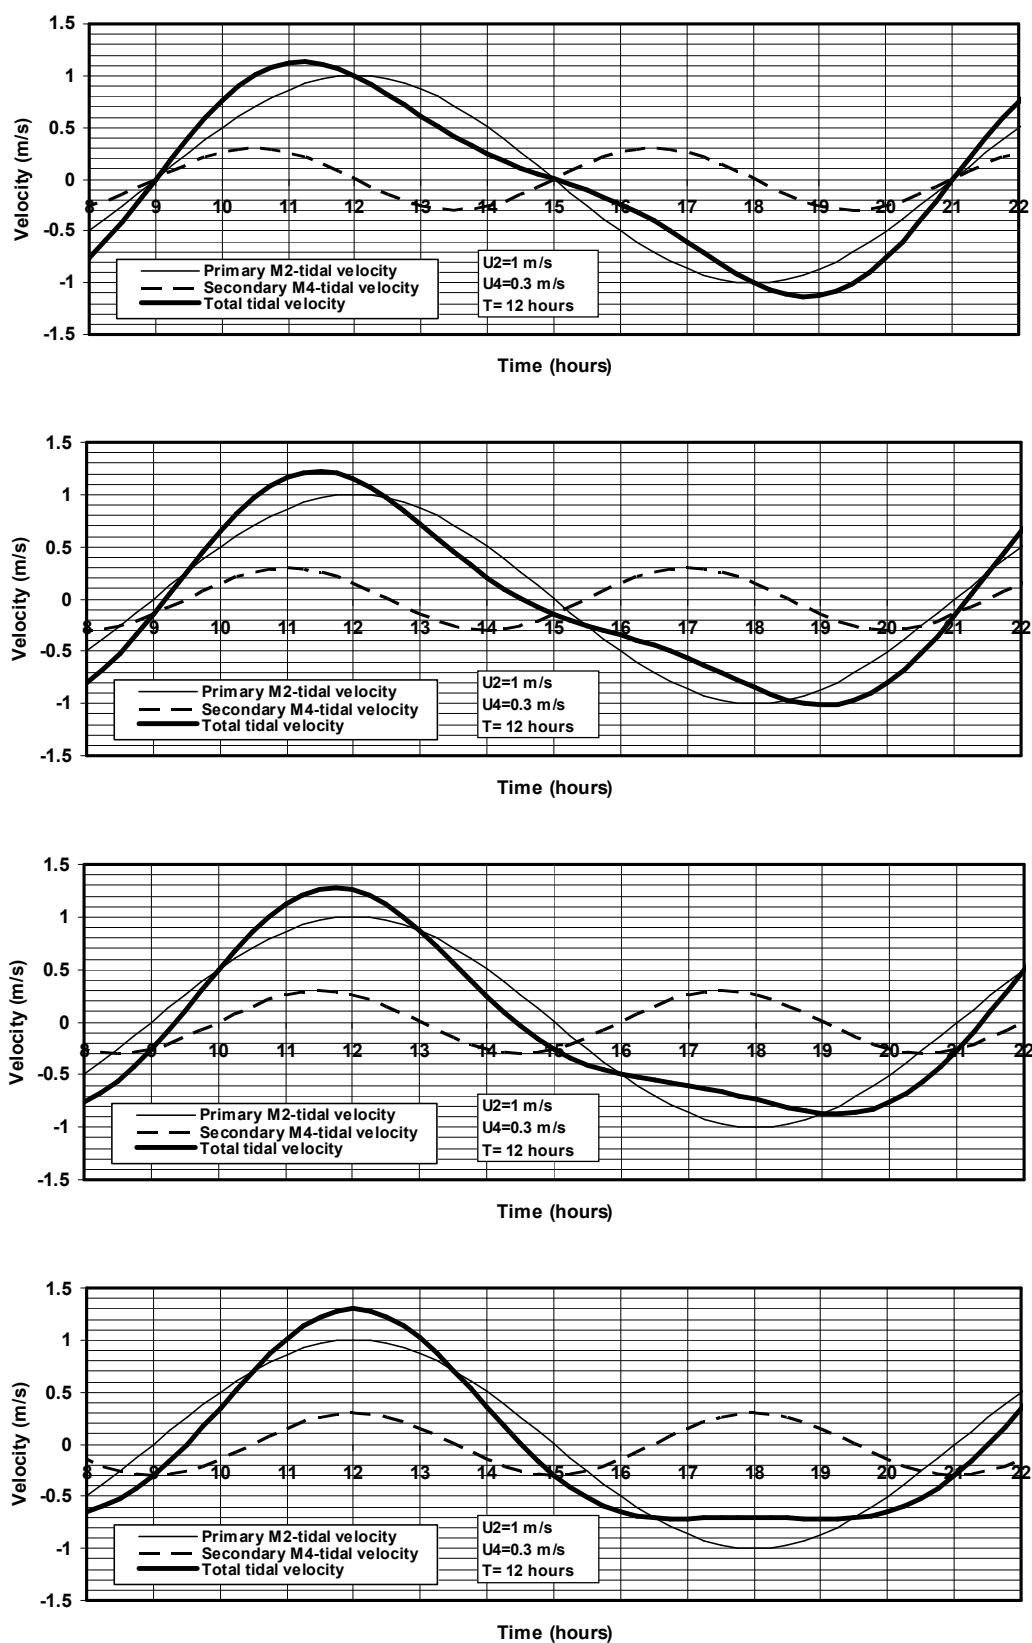 1.5
1
0.5
0
-0.5
-1
-1.5
Velocity (m/s)
8 9 10 11 12 13 14 15 16 17 18 19 20 21 22
Primary M2-tidal velocity
Secondary M4-tidal velocity
Total tidal velocity
U2=1 m/s
U4=0.3 m/s
T= 12 hours
Time (hours)
1.5
1
0.5
0
-0.5
-1
-1.5
Velocity (m/s)
8 9 10 11 12 13 14 15 16 17 18 19 20 21 22
Primary M2-tidal velocity
Secondary M4-tidal velocity
Total tidal velocity
U2=1 m/s
U4=0.3 m/s
T= 12 hours
Time (hours)
1.5
1
0.5
0
-0.5
-1
-1.5
Velocity (m/s)
8 9 10 11 12 13 14 15 16 17 18 19 20 21 22
Primary M2-tidal velocity
Secondary M4-tidal velocity
Total tidal velocity
U2=1 m/s
U4=0.3 m/s
T= 12 hours
Time (hours)
1.5
1
0.5
0
-0.5
-1
-1.5
Velocity (m/s)
8 9 10 11 12 13 14 15 16 17 18 19 20 21 22
Primary M2-tidal velocity
Secondary M4-tidal velocity
Total tidal velocity
U2=1 m/s
U4=0.3 m/s
T= 12 hours
Time (hours)